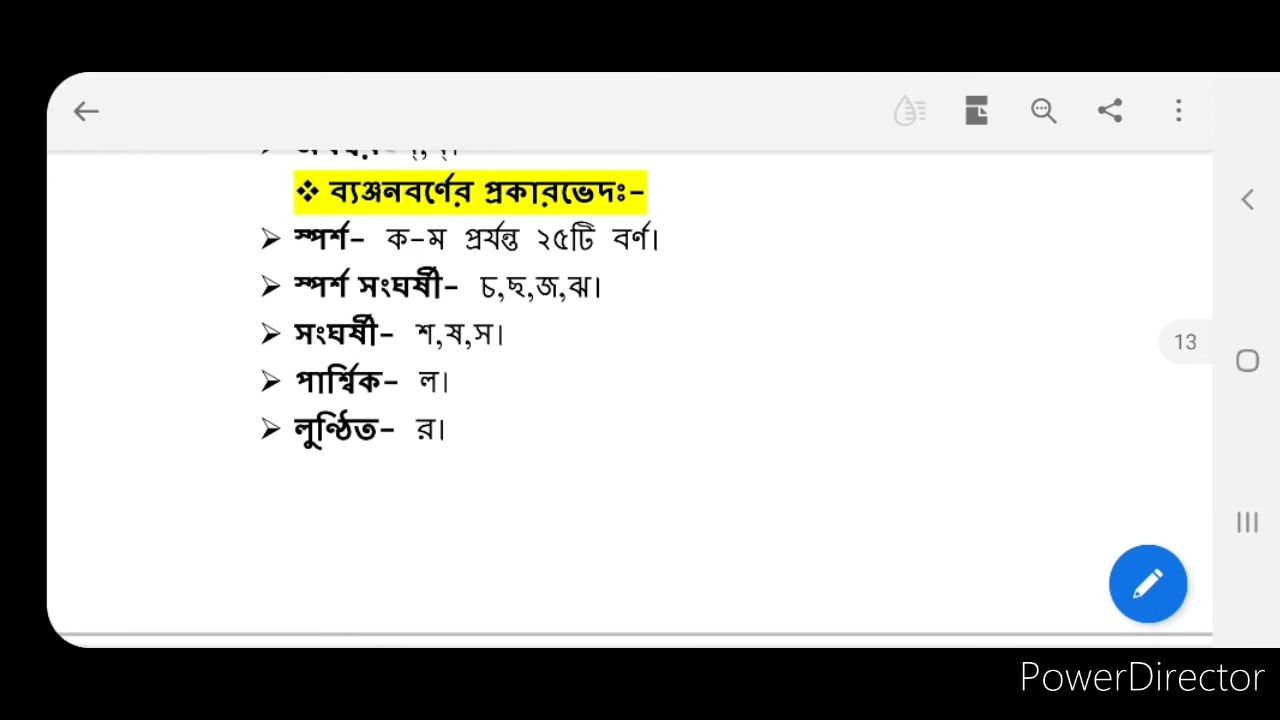 ❖ ব্যঞ্জনবর্ণের প্রকারভেদঃ-
➢ স্পর্শ- ক-ম প্রর্যন্ত ২৫টি বর্ণ।
➢ স্পর্শ সংঘর্ষী- চ,ছ,জ,ঝ।
➢ সংঘর্ষী- শ,ষ,স।
13
➢ পার্শ্বিক- ল।
➢ লুণ্ঠিত- র।
PowerDirector